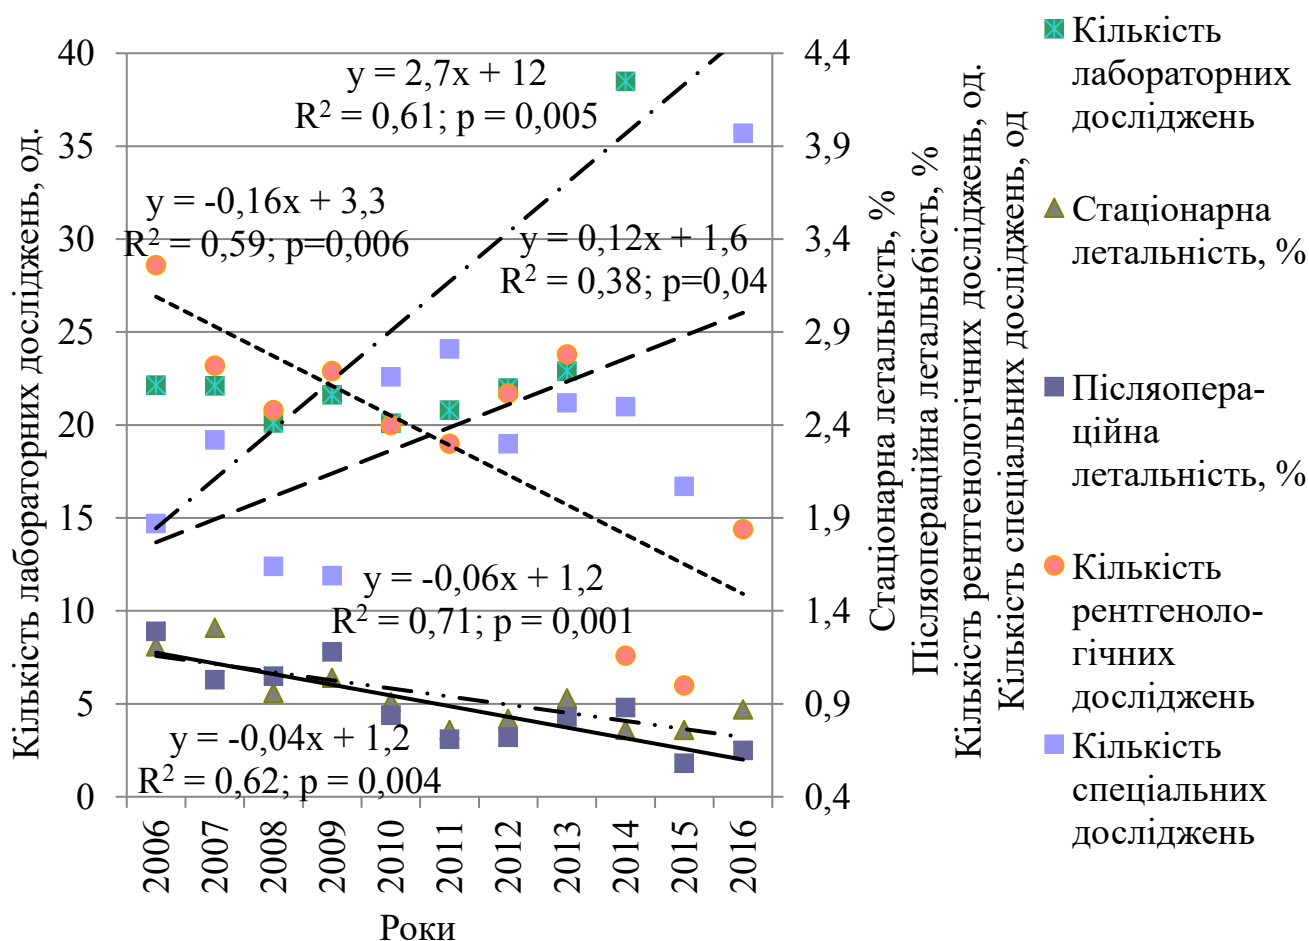 Кількість лабораторних досліджень, од.
40
35
30
25
20
15
10
5
0
y = 2,7x + 12
R² = 0,61; p = 0,005
y = -0,16x + 3,3
R² = 0,59; p=0,006
y = 0,12x + 1,6
R² = 0,38; p=0,04
y = -0,06x + 1,2
R² = 0,71; p = 0,001
y = -0,04x + 1,2
R² = 0,62; p = 0,004
2006
2007
2008
2009
2010
2011
2012
2013
2014
2015
2016
Роки
4,4
3,9
3,4
2,9
2,4
1,9
1,4
0,9
0,4
Стаціонарна летальність, %
Післяопераційна летальнбість, %
Кількість рентгенологічних досліджень, од.
Кількість спеціальних досліджень, од
Кількість
лабораторних
досліджень
Стаціонарна
летальність, %
Післяопера-
ційна
летальність, %
Кількість
рентгеноло-
гічних
досліджень
Кількість
спеціальних
досліджень